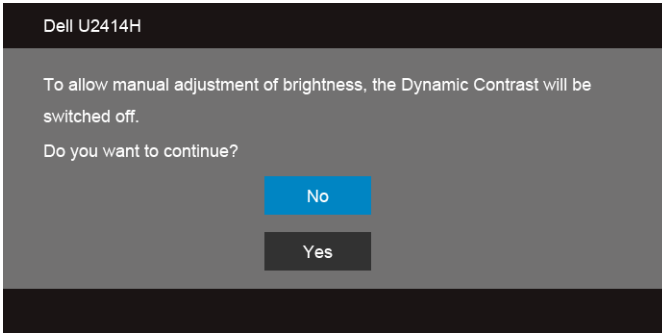 Dell U2414H
To allow manual adjustment of brightness, the Dynamic Contrast will be
switched off.
Do you want to continue?
No
Yes